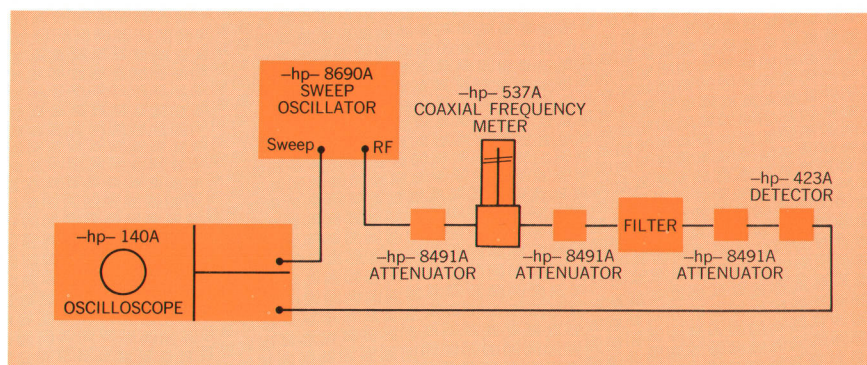 –hp– 8690A
SWEEP
OSCILLATOR
Sweep
RF
–hp– 537A
COAXIAL FREQUENCY
METER
–hp– 423A
DETECTOR
FILTER
–hp– 8491A
ATTENUATOR
–hp– 8491A
ATTENUATOR
–hp– 8491A
ATTENUATOR
–hp– 140A
OSCILLOSCOPE